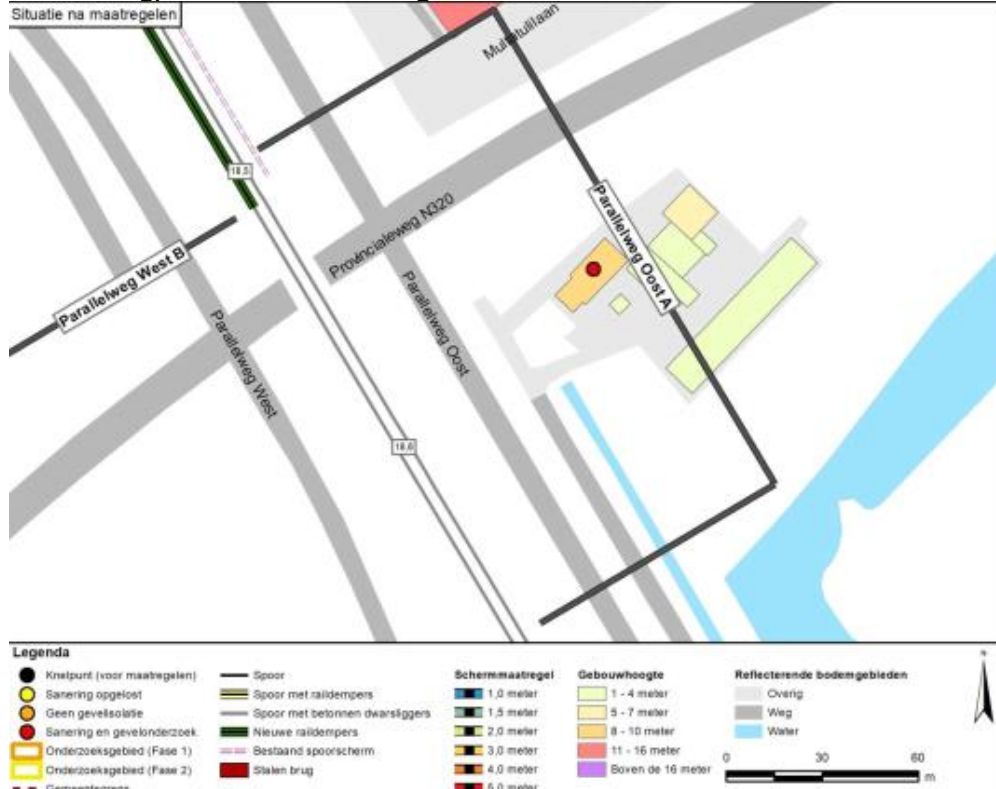 Situatie na maatregelen
Multatulilaan
18,5
Provincialeweg N320
Parallelweg Oost A
Parallelweg West B
Parallelweg Oost
Parallelweg West
18,6
Legenda
Knelpunt (voor maatregelen)
Sanering opgelost
Geen gevelisolatie
Sanering en gevelonderzoek
Onderzoeksgebied (Fase 1)
Onderzoeksgebied (Fase 2)
Gemeentegrens
Spoor
Spoor met raildempers
Spoor met betonnen dwarsliggers
Nieuwe raildempers
Bestaand spoorscherm
Stalen brug
Schermmaatregel
1,0 meter
1,5 meter
2,0 meter
3,0 meter
4,0 meter
5,0 meter
Gebouwhoogte
1 - 4 meter
5 - 7 meter
8 - 10 meter
11 - 16 meter
Boven de 16 meter
Reflecterende bodemgebieden
Overig
Weg
Water
0 30 60
m